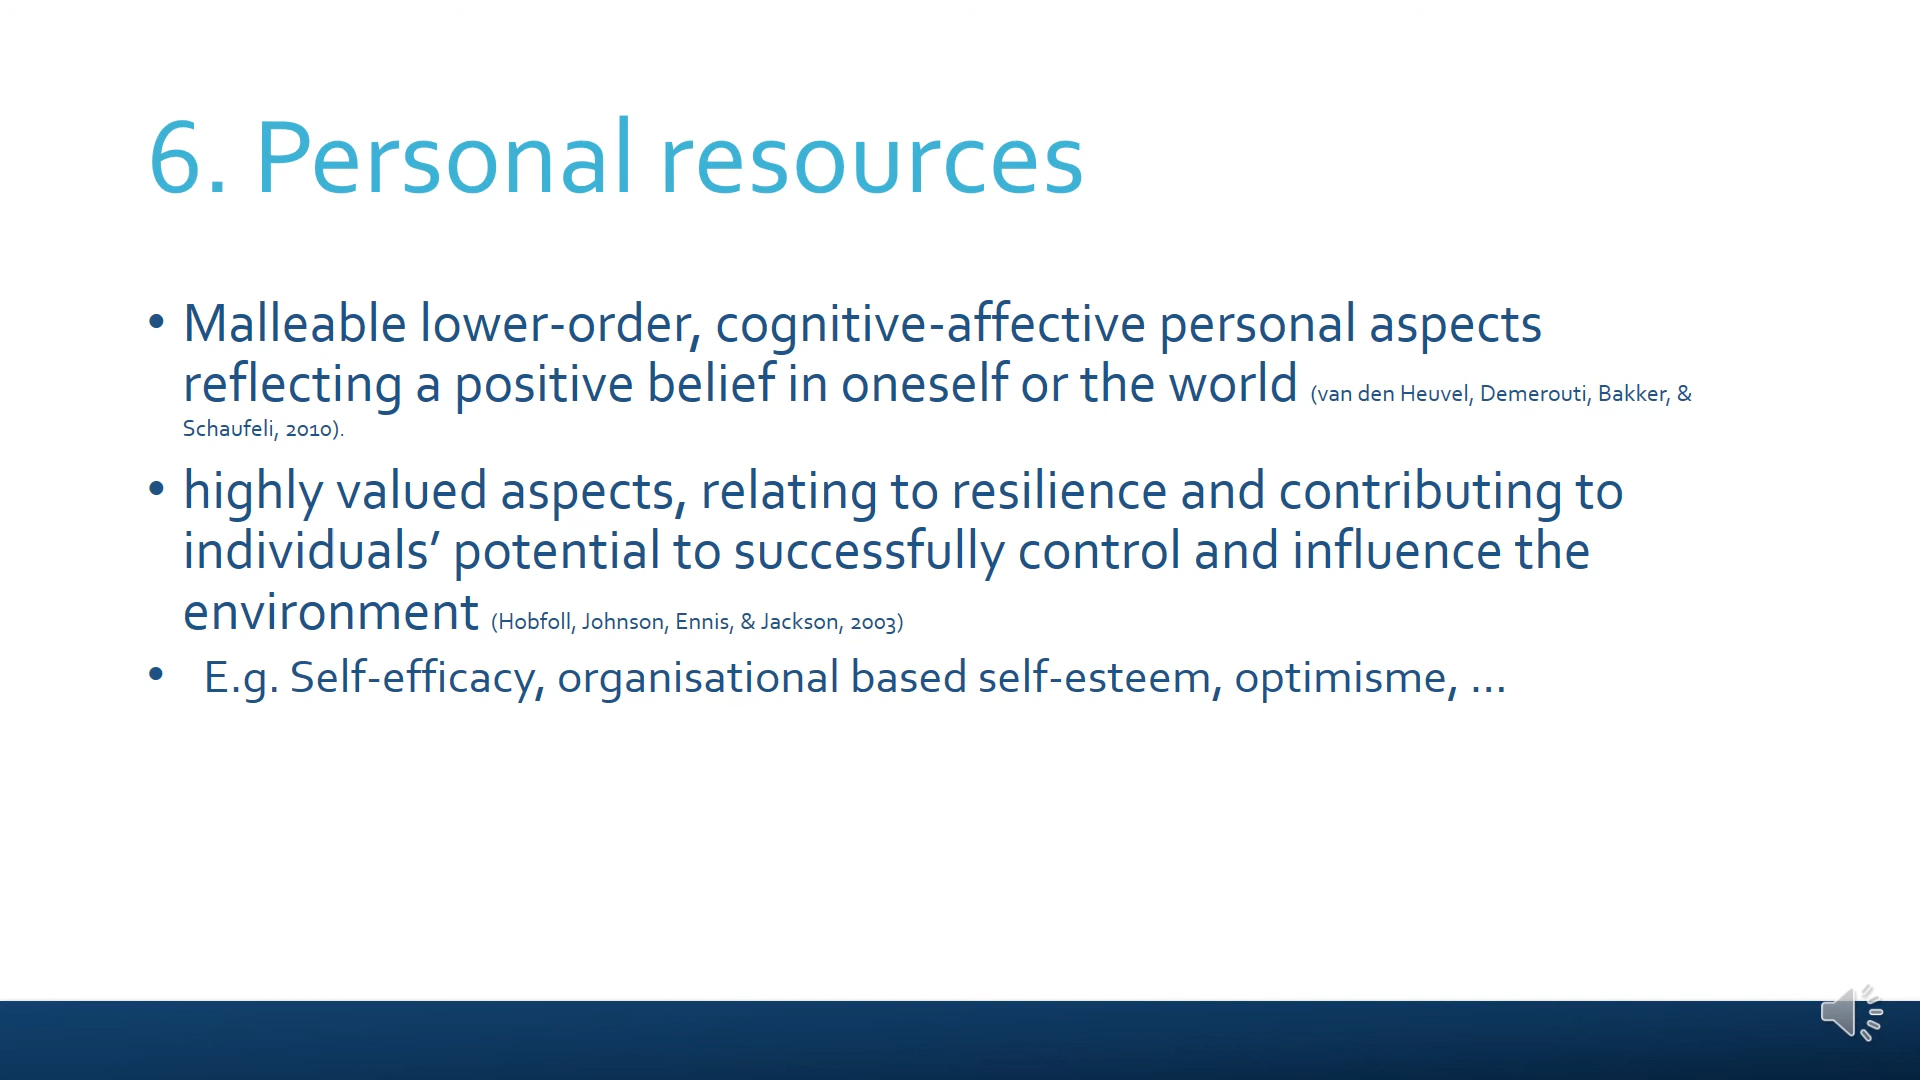 6. Personal resources
• Malleable lower-order, cognitive-affective personal aspects
reflecting a positive belief in oneself or the world (van den Heuvel, Demerouti, Bakker, &
Schaufeli, 2010).
• highly valued aspects, relating to resilience and contributing to
individuals’ potential to successfully control and influence the
environment (Hobfoll, Johnson, Ennis, & Jackson, 2003)
• E.g. Self-efficacy, organisational based self-esteem, optimisme, ...